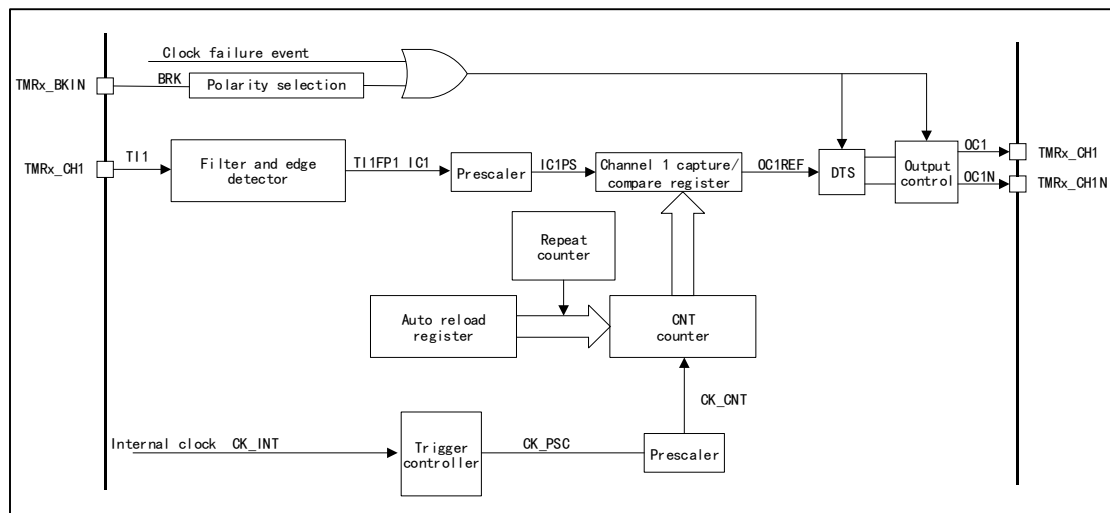 Clock failure event
TMRx_BKIN
BRK
Polarity selection
TMRx_CH1
TI1
Filter and edge
detector
TI1FP1 IC1
Prescaler
IC1PS
Channel 1 capture/
compare register
OC1REF
DTS
Output
control
OC1
TMRx_CH1
OC1N
TMRx_CH1N
Repeat
counter
Auto reload
register
CNT
counter
CK_CNT
Internal clock CK_INT
Trigger
controller
CK_PSC
Prescaler